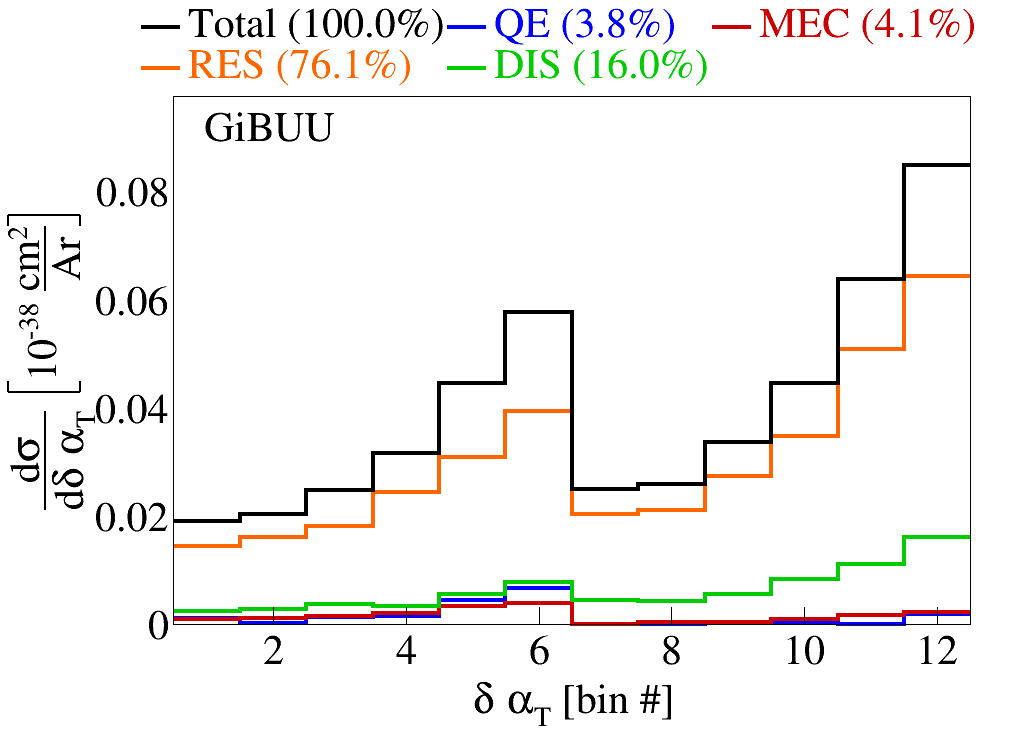 Total (100.0%) QE (3.8%) MEC (4.1%)
RES (76.1%) DIS (16.0%)
GiBUU
0.08
0.06
0.04
0.02
0
dσ/dδ α_T [10^-38 cm^2/Ar]
2 4 6 8 10 12
δ α_T [bin #]